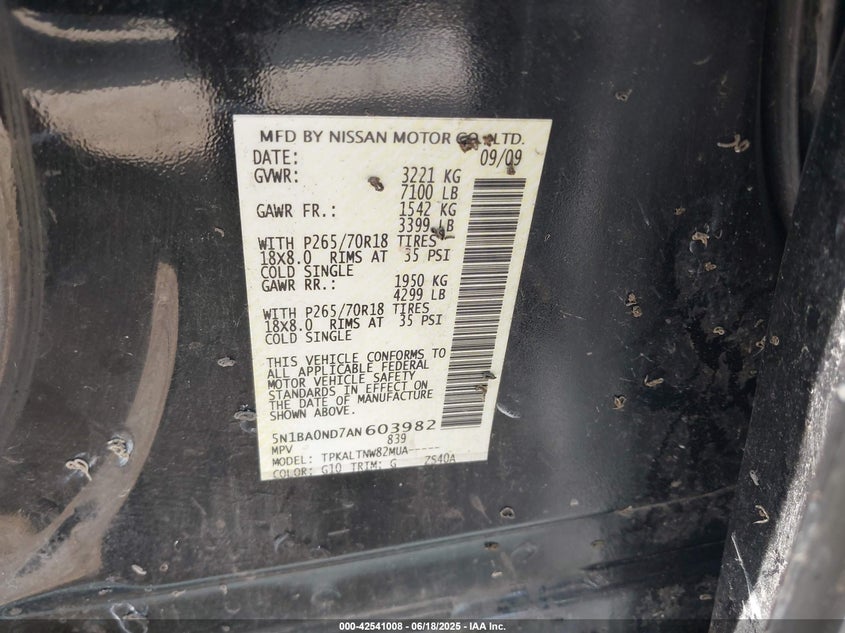 MFD BY NISSAN MOTOR CO., LTD.
DATE: 09/09
GVWR: 3221 KG
7100 LB
GAWR FR.: 1542 KG
3399 LB
WITH P265/70R18 TIRES
18X8.0 RIMS AT 35 PSI
COLD SINGLE
GAWR RR.: 1950 KG
4299 LB
WITH P265/70R18 TIRES
18X8.0 RIMS AT 35 PSI
COLD SINGLE
THIS VEHICLE CONFORMS TO
ALL APPLICABLE FEDERAL
MOTOR VEHICLE SAFETY
STANDARDS IN EFFECT ON
THE DATE OF MANUFACTURE
SHOWN ABOVE.
5N1BA0ND7AN603982
MPV 839
MODEL: TPKALTNW82MUA-----
COLOR: G10 TRIM: G ZS40A
000-42541008 - 06/18/2025 - IAA Inc.